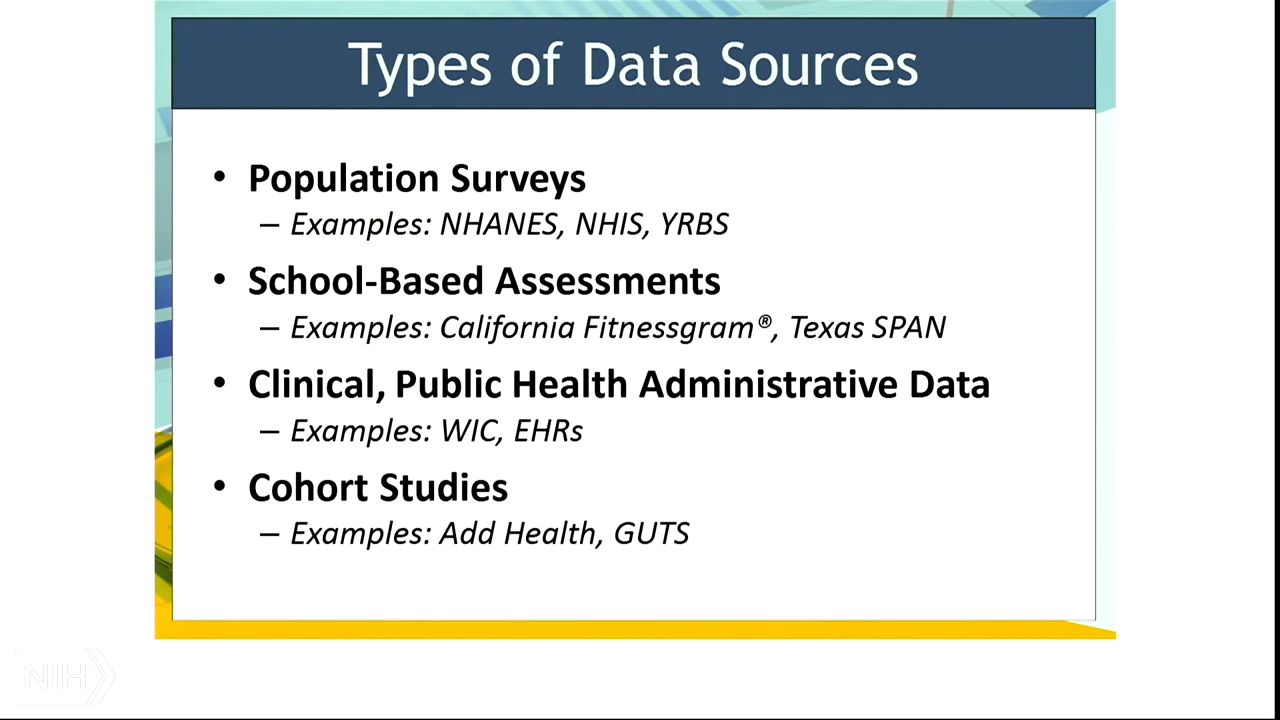 Types of Data Sources
• Population Surveys
– Examples: NHANES, NHIS, YRBS
• School-Based Assessments
– Examples: California Fitnessgram®, Texas SPAN
• Clinical, Public Health Administrative Data
– Examples: WIC, EHRs
• Cohort Studies
– Examples: Add Health, GUTS
NIH